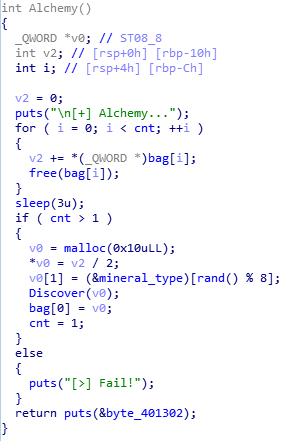 int Alchemy()
{
  _QWORD *v0; // ST08_8
  int v2; // [rsp+0h] [rbp-10h]
  int i; // [rsp+4h] [rbp-Ch]

  v2 = 0;
  puts("\n[+] Alchemy...");
  for ( i = 0; i < cnt; ++i )
  {
    v2 += *(_QWORD *)bag[i];
    free(bag[i]);
  }
  sleep(3u);
  if ( cnt > 1 )
  {
    v0 = malloc(0x10uLL);
    *v0 = v2 / 2;
    v0[1] = (&mineral_type)[rand() % 8];
    Discover(v0);
    bag[0] = v0;
    cnt = 1;
  }
  else
  {
    puts("[>] Fail!");
  }
  return puts(&byte_401302);
}